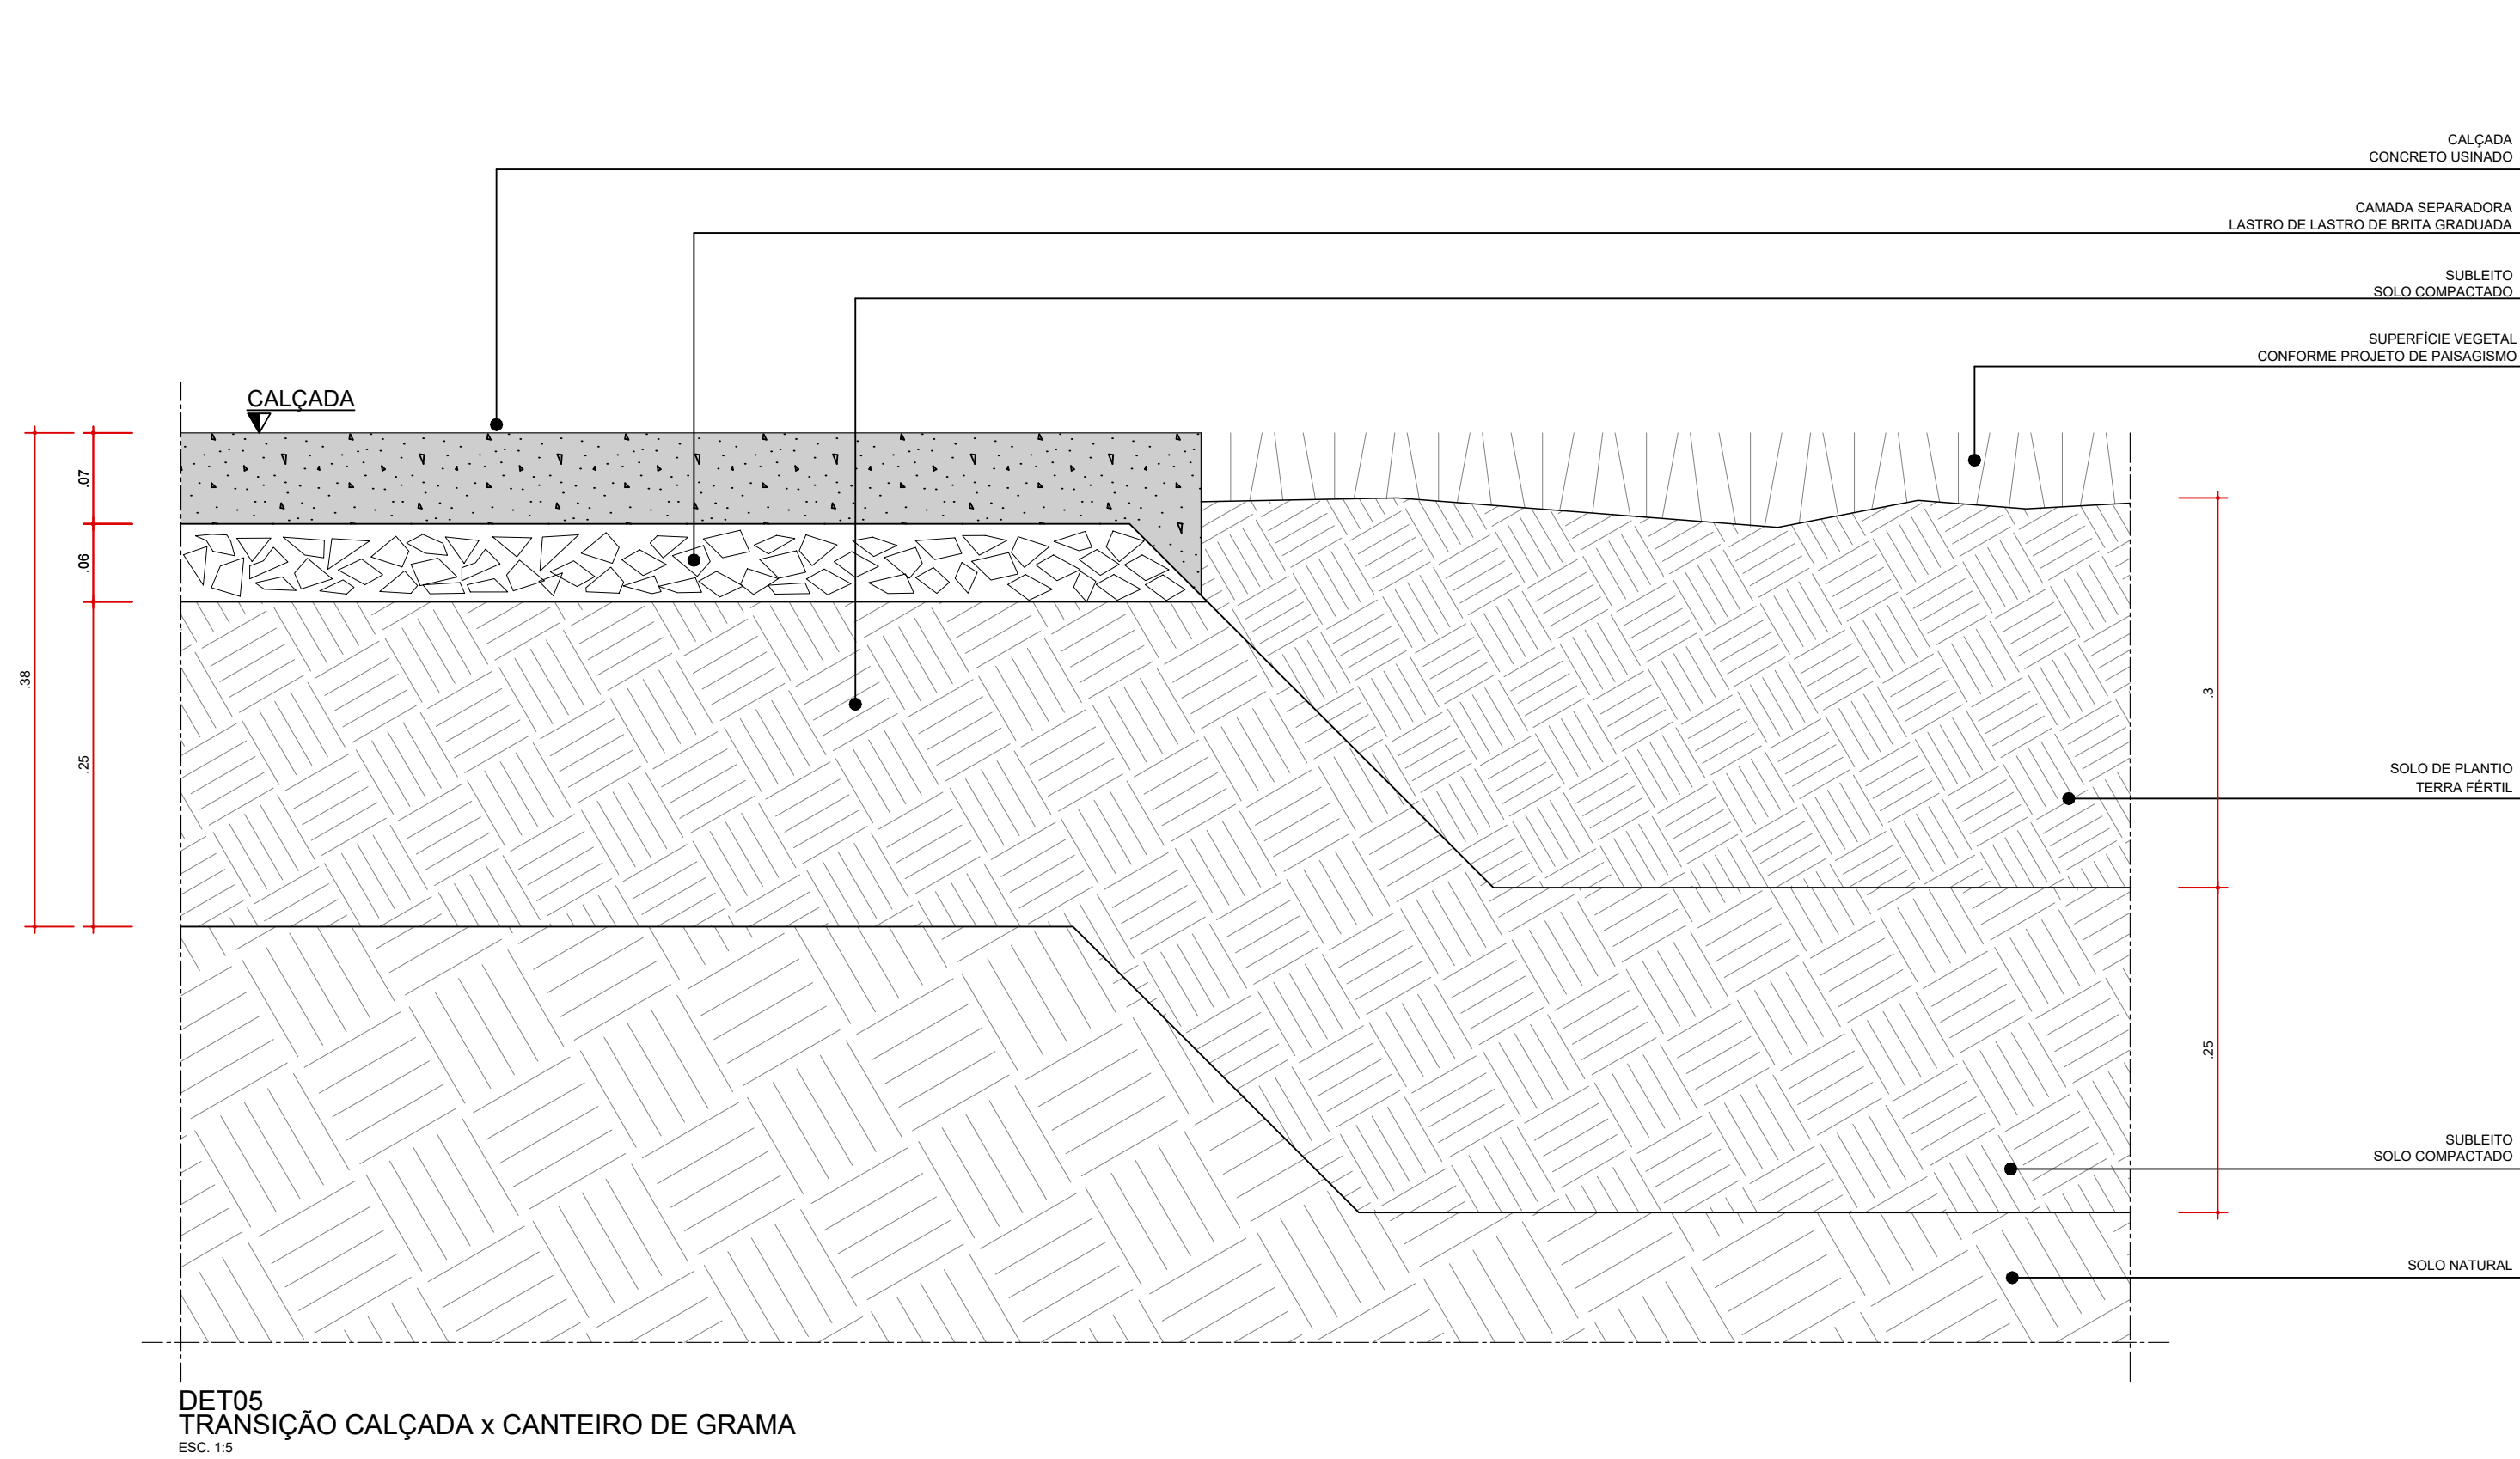 CALÇADA
CONCRETO USINADO
CAMADA SEPARADORA
LASTRO DE LASTRO DE BRITA GRADUADA
SUBLEITO
SOLO COMPACTADO
SUPERFÍCIE VEGETAL
CONFORME PROJETO DE PAISAGISMO
CALÇADA
.07
.06
.38
.25
.3
SOLO DE PLANTIO
TERRA FÉRTIL
.25
SUBLEITO
SOLO COMPACTADO
SOLO NATURAL
DET05
TRANSIÇÃO CALÇADA x CANTEIRO DE GRAMA
ESC. 1:5